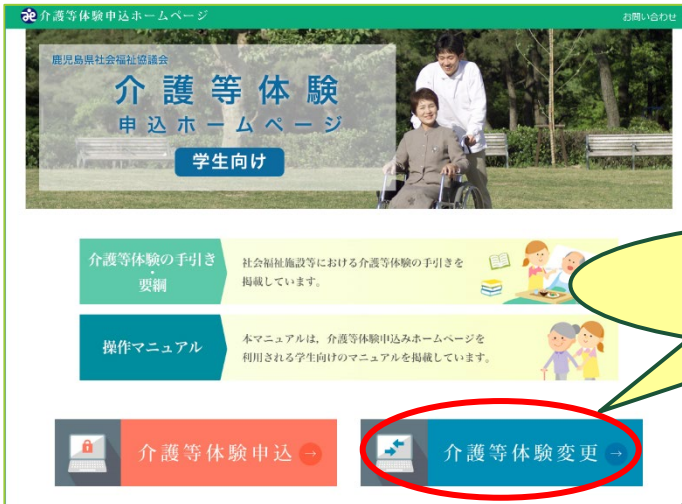 介護等体験申込ホームページ
お問い合わせ
鹿児島県社会福祉協議会
介護等体験
申込ホームページ
学生向け
介護等体験の手引き
・
要綱
社会福祉施設等における介護等体験の手引きを
掲載しています。
操作マニュアル
本マニュアルは，介護等体験申込みホームページを
利用される学生向けのマニュアルを掲載しています。
介護等体験申込
介護等体験変更